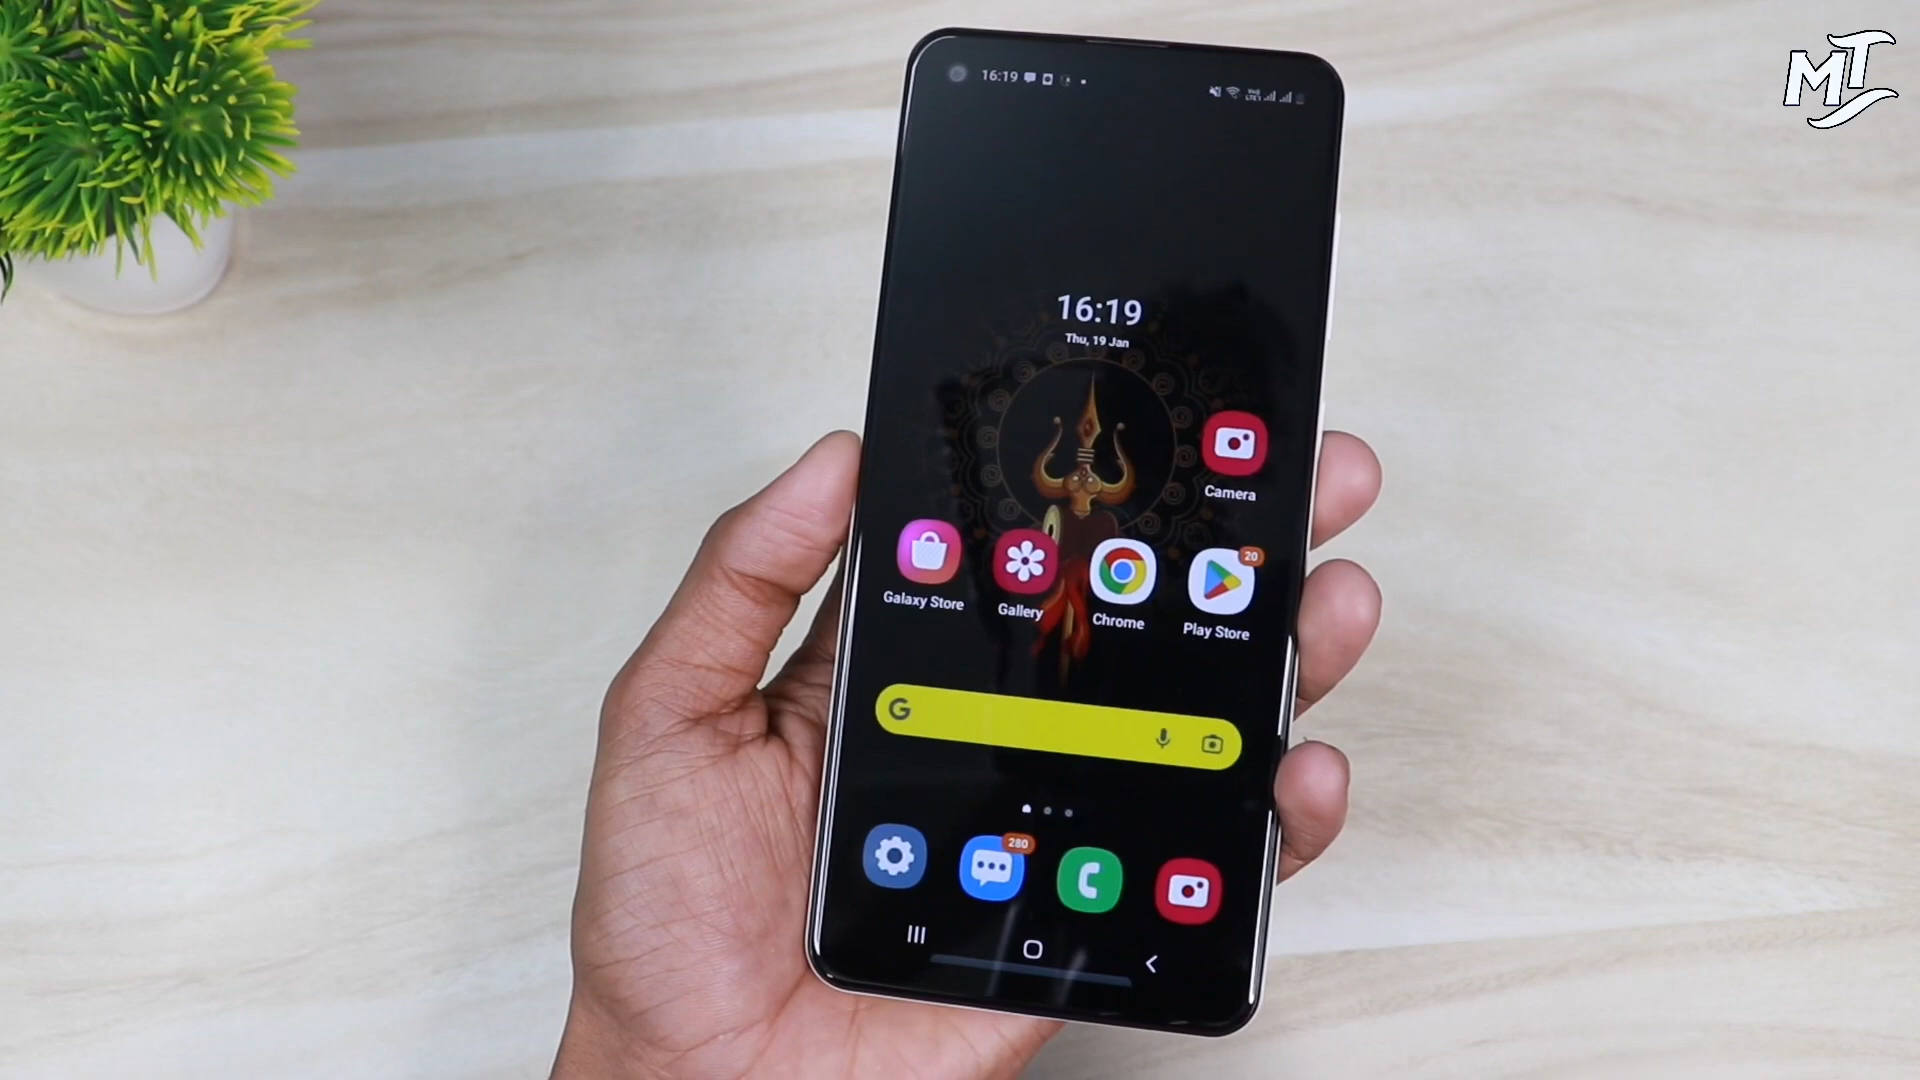 MT
16:19
16:19
Thu, 19 Jan
Camera
Galaxy Store
Gallery
Chrome
20
Play Store
G
280